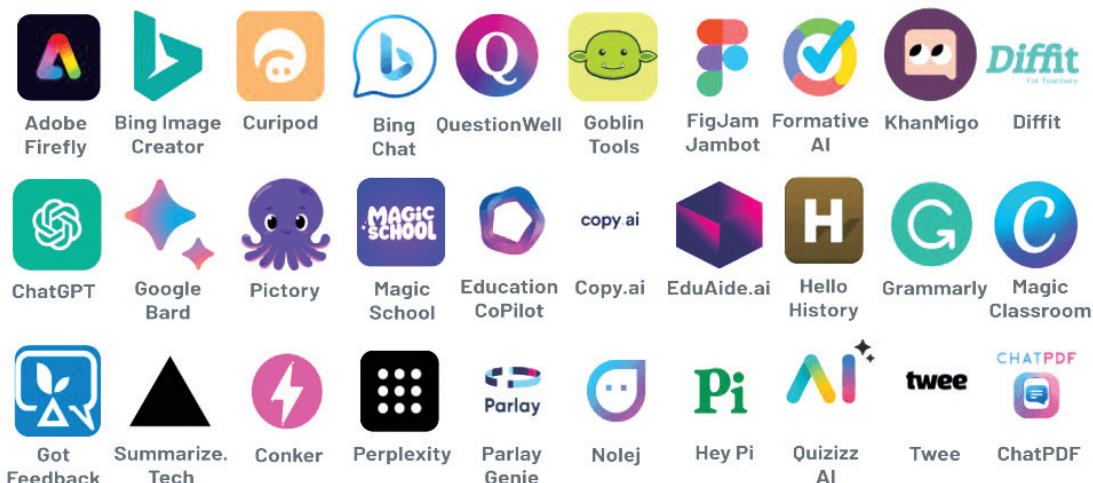 Diffit
For Teachers
Q
Adobe Firefly
Bing Image Creator
Curipod
Bing Chat
QuestionWell
Goblin Tools
FigJam Jambot
Formative AI
KhanMigo
Diffit
MAGiC SCHOOL
copy.ai
H
G
C
ChatGPT
Google Bard
Pictory
Magic School
Education CoPilot
Copy.ai
EduAide.ai
Hello History
Grammarly
Magic Classroom
Parlay
Pi
AI
twee
CHATPDF
Got Feedback
Summarize. Tech
Conker
Perplexity
Parlay Genie
Nolej
Hey Pi
Quizizz AI
Twee
ChatPDF